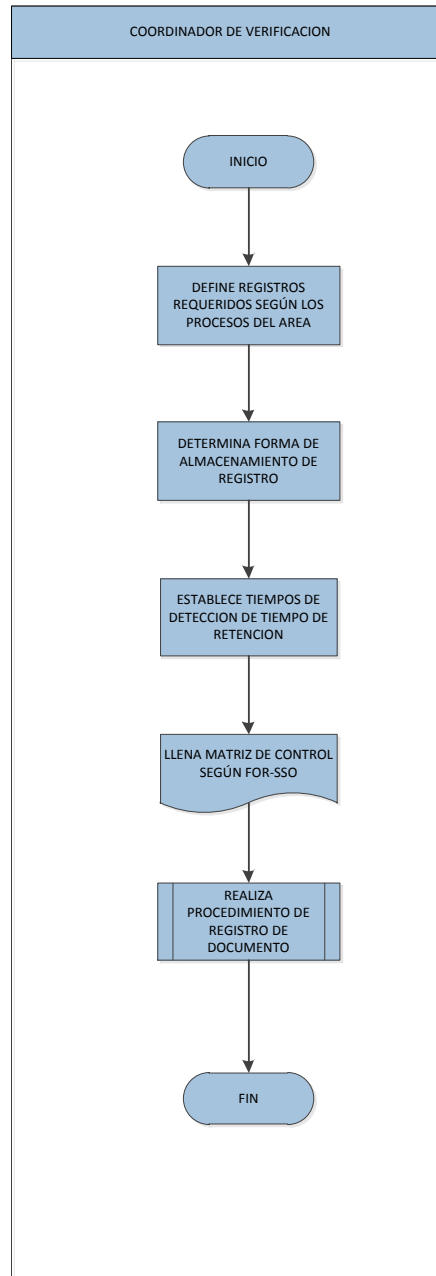 COORDINADOR DE VERIFICACION
INICIO
DEFINE REGISTROS
REQUERIDOS SEGÚN LOS
PROCESOS DEL AREA
DETERMINA FORMA DE
ALMACENAMIENTO DE
REGISTRO
ESTABLECE TIEMPOS DE
DETECCION DE TIEMPO DE
RETENCION
LLENA MATRIZ DE CONTROL
SEGÚN FOR-SSO
REALIZA
PROCEDIMIENTO DE
REGISTRO DE
DOCUMENTO
FIN